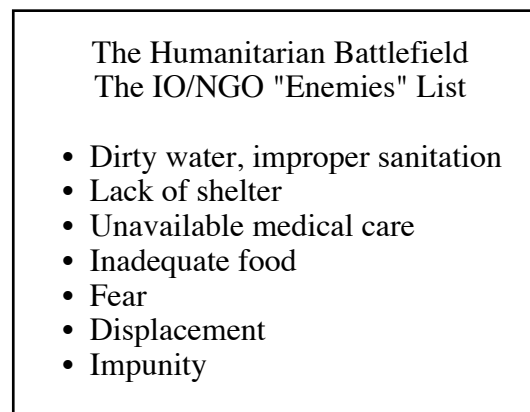 The Humanitarian Battlefield
The IO/NGO "Enemies" List
• Dirty water, improper sanitation
• Lack of shelter
• Unavailable medical care
• Inadequate food
• Fear
• Displacement
• Impunity